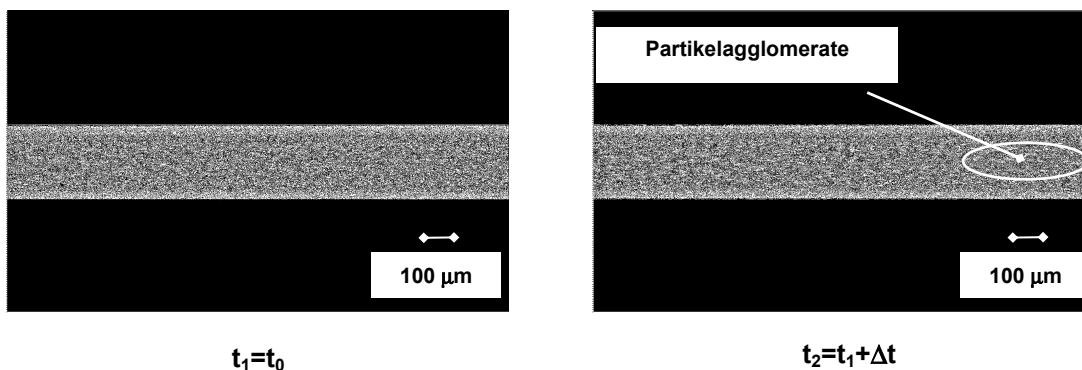 Partikelagglomerate
100 μm
100 μm
t₁=t₀
t₂=t₁+Δt